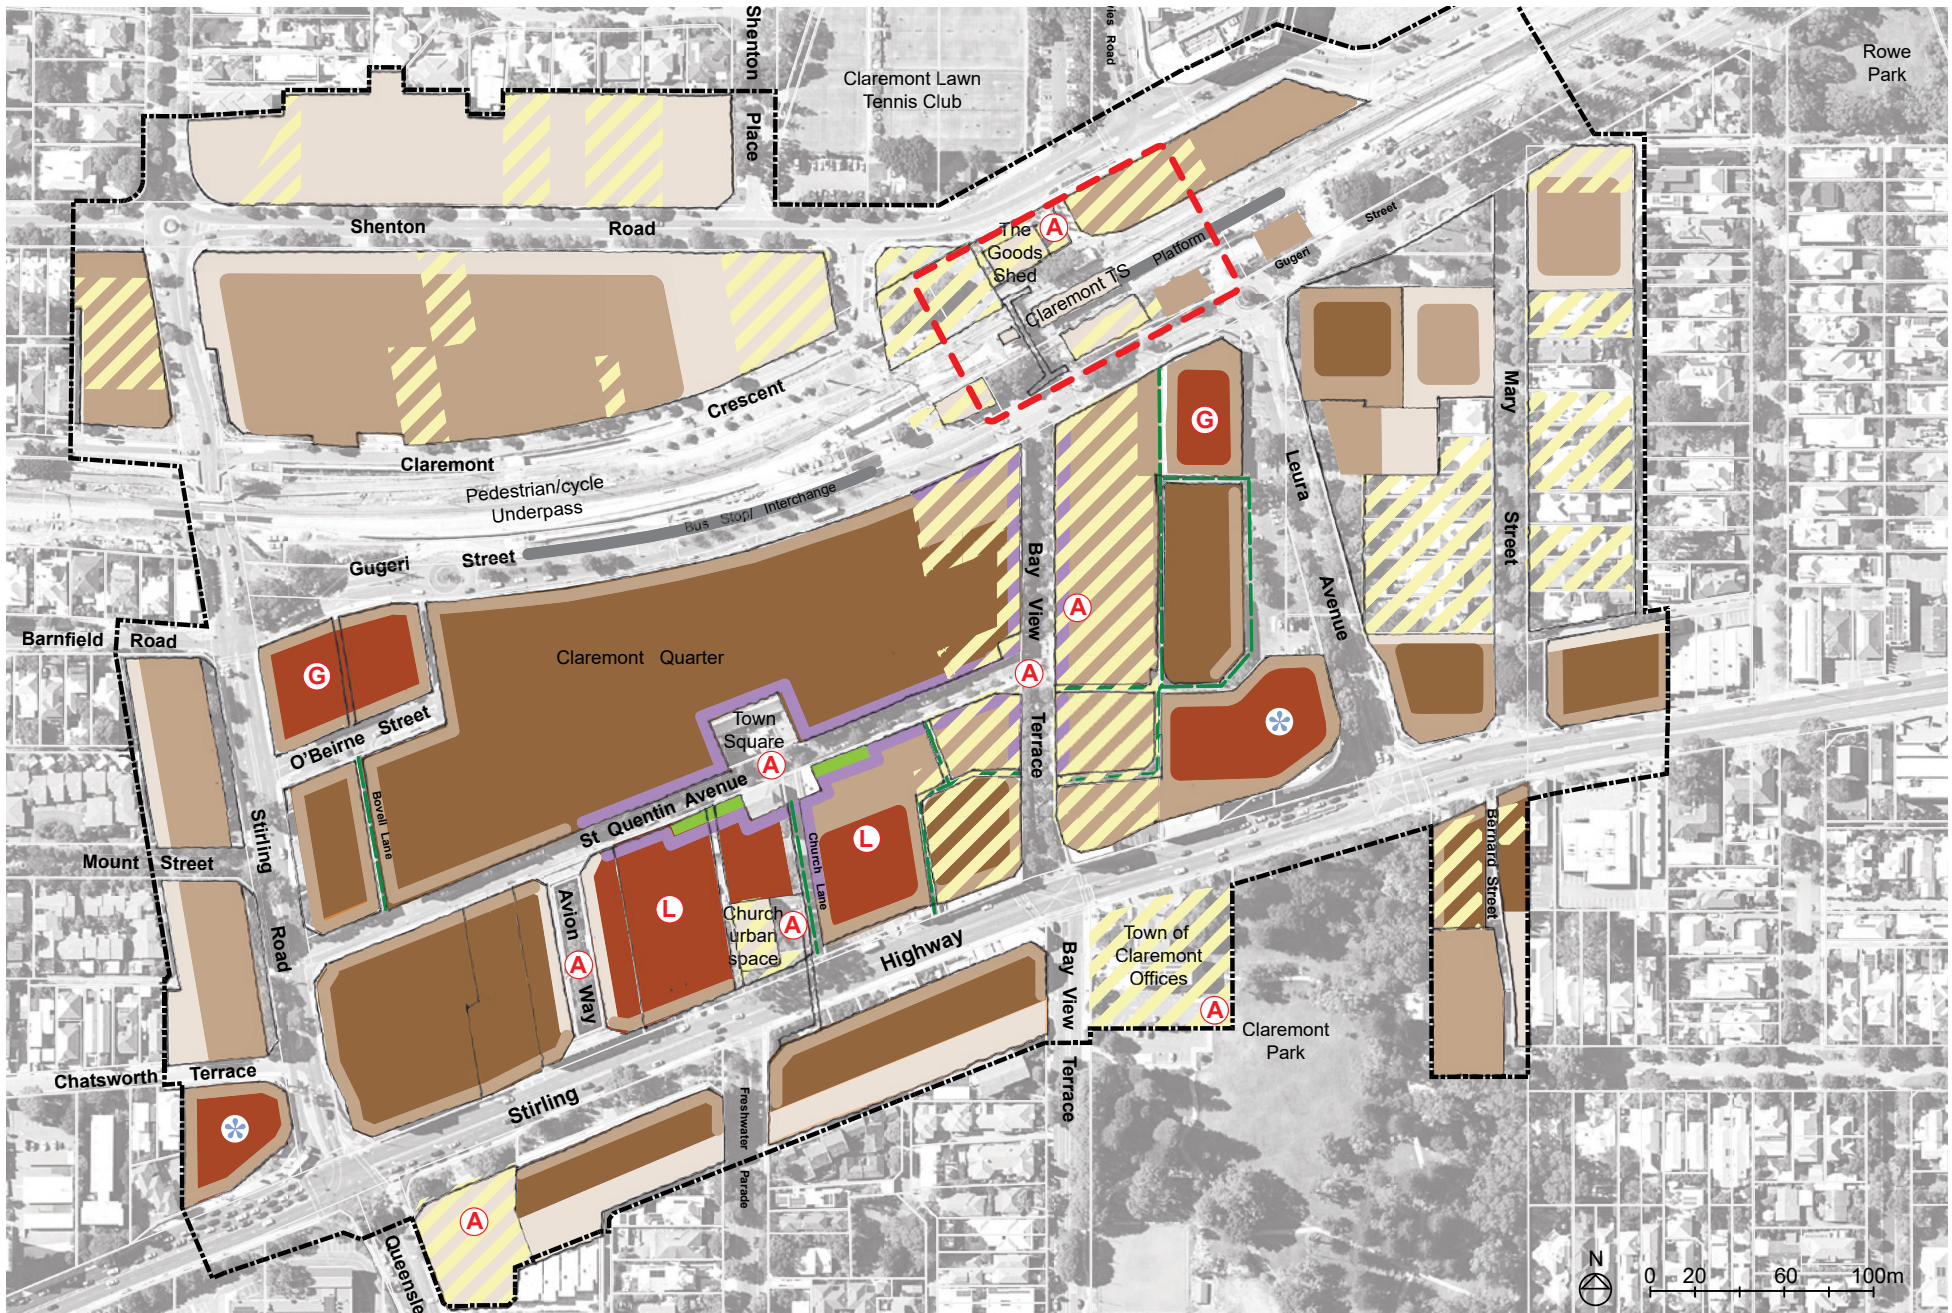 Shenton
Place
ies Road
Rowe
Park
Claremont Lawn
Tennis Club
Shenton Road
The
Goods
Shed
A
Claremont TS
Platform
Gugeri Street
Crescent
Claremont
Pedestrian/cycle
Underpass
Bus Stop/ Interchange
Gugeri Street
G
Leura
Avenue
Mary
Street
Bay View Terrace
A
A
Barnfield Road
G
Claremont Quarter
O'Beirne Street
Town
Square
A
Bovell Lane
St Quentin Avenue
Stirling
Road
Mount Street
Church Lane
L
L
Avion Way
A
Church
urban
space
A
Highway
Stirling
Bay View Terrace
Town of
Claremont
Offices
A
Claremont
Park
Bernard Street
Chatsworth Terrace
Freshwater Parade
A
Queensle
N
0 20 60 100m